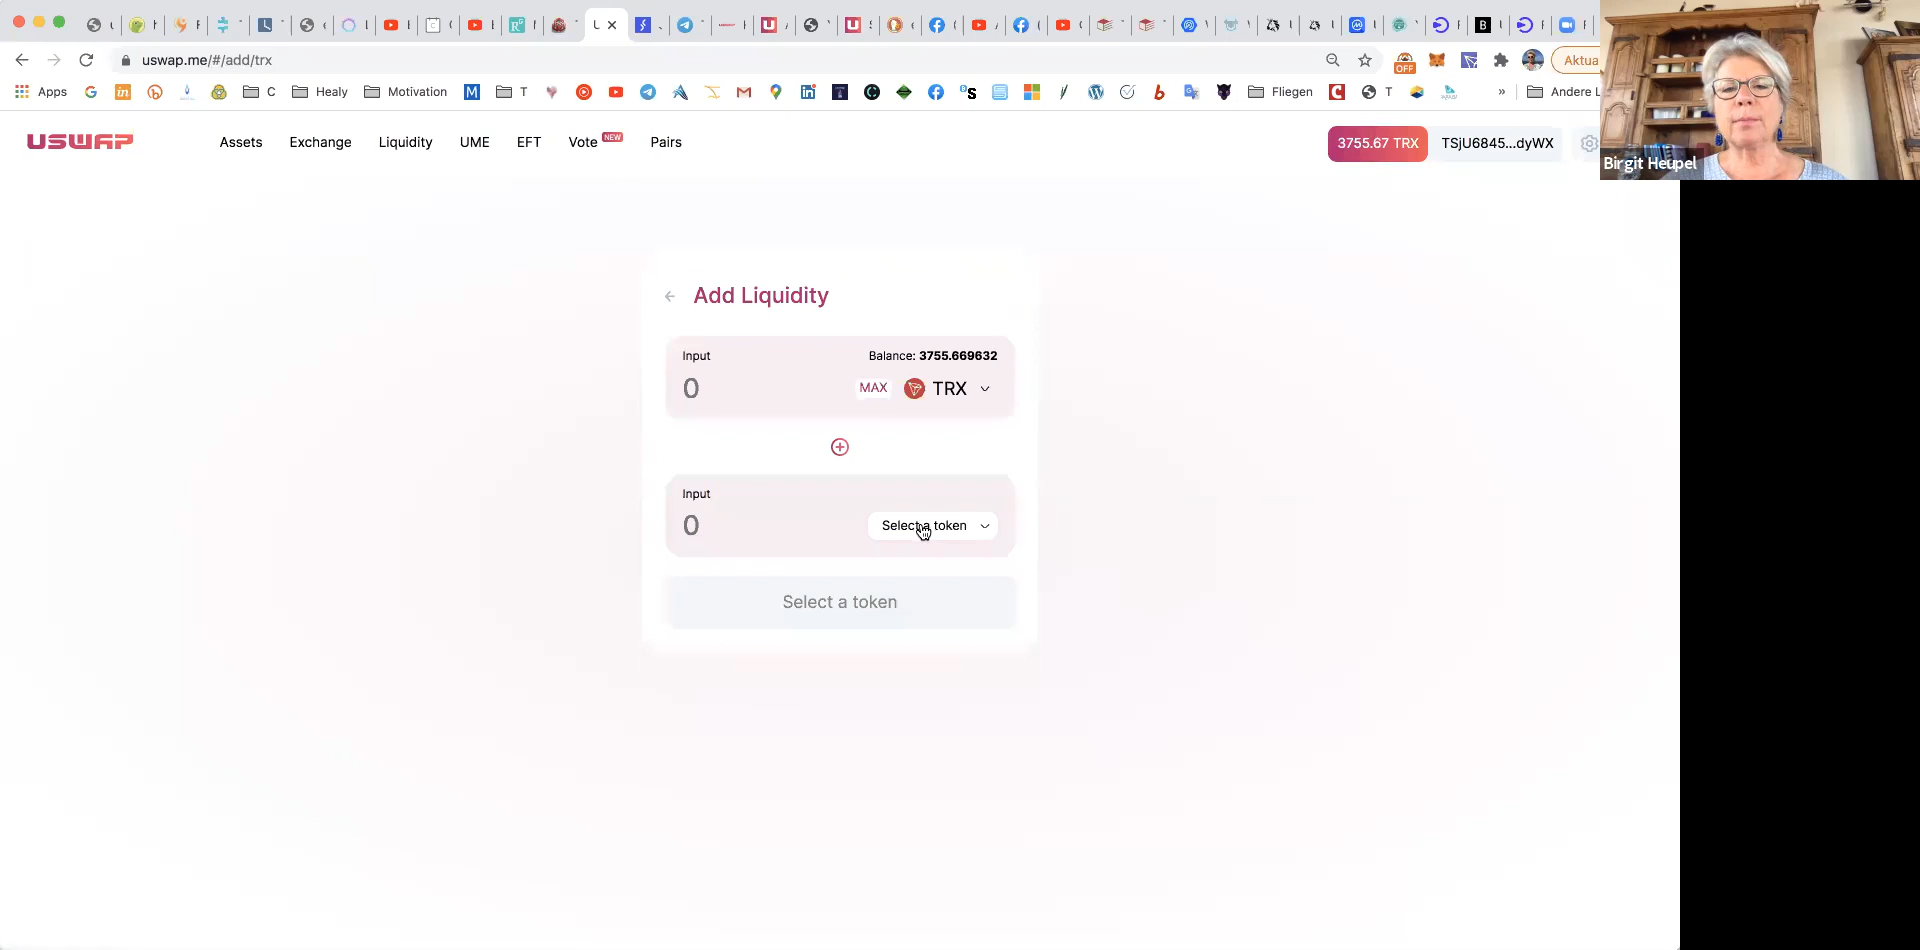 uswap.me/#/add/trx
OFF
Aktua
Apps
C
Healy
Motivation
T
Fliegen
T
»
Andere L
USWAP
Assets
Exchange
Liquidity
UME
EFT
Vote NEW
Pairs
3755.67 TRX
TSjU6845...dyWX
Birgit Heupel
Add Liquidity
Input
Balance: 3755.669632
0
MAX
TRX
Input
0
Select a token
Select a token